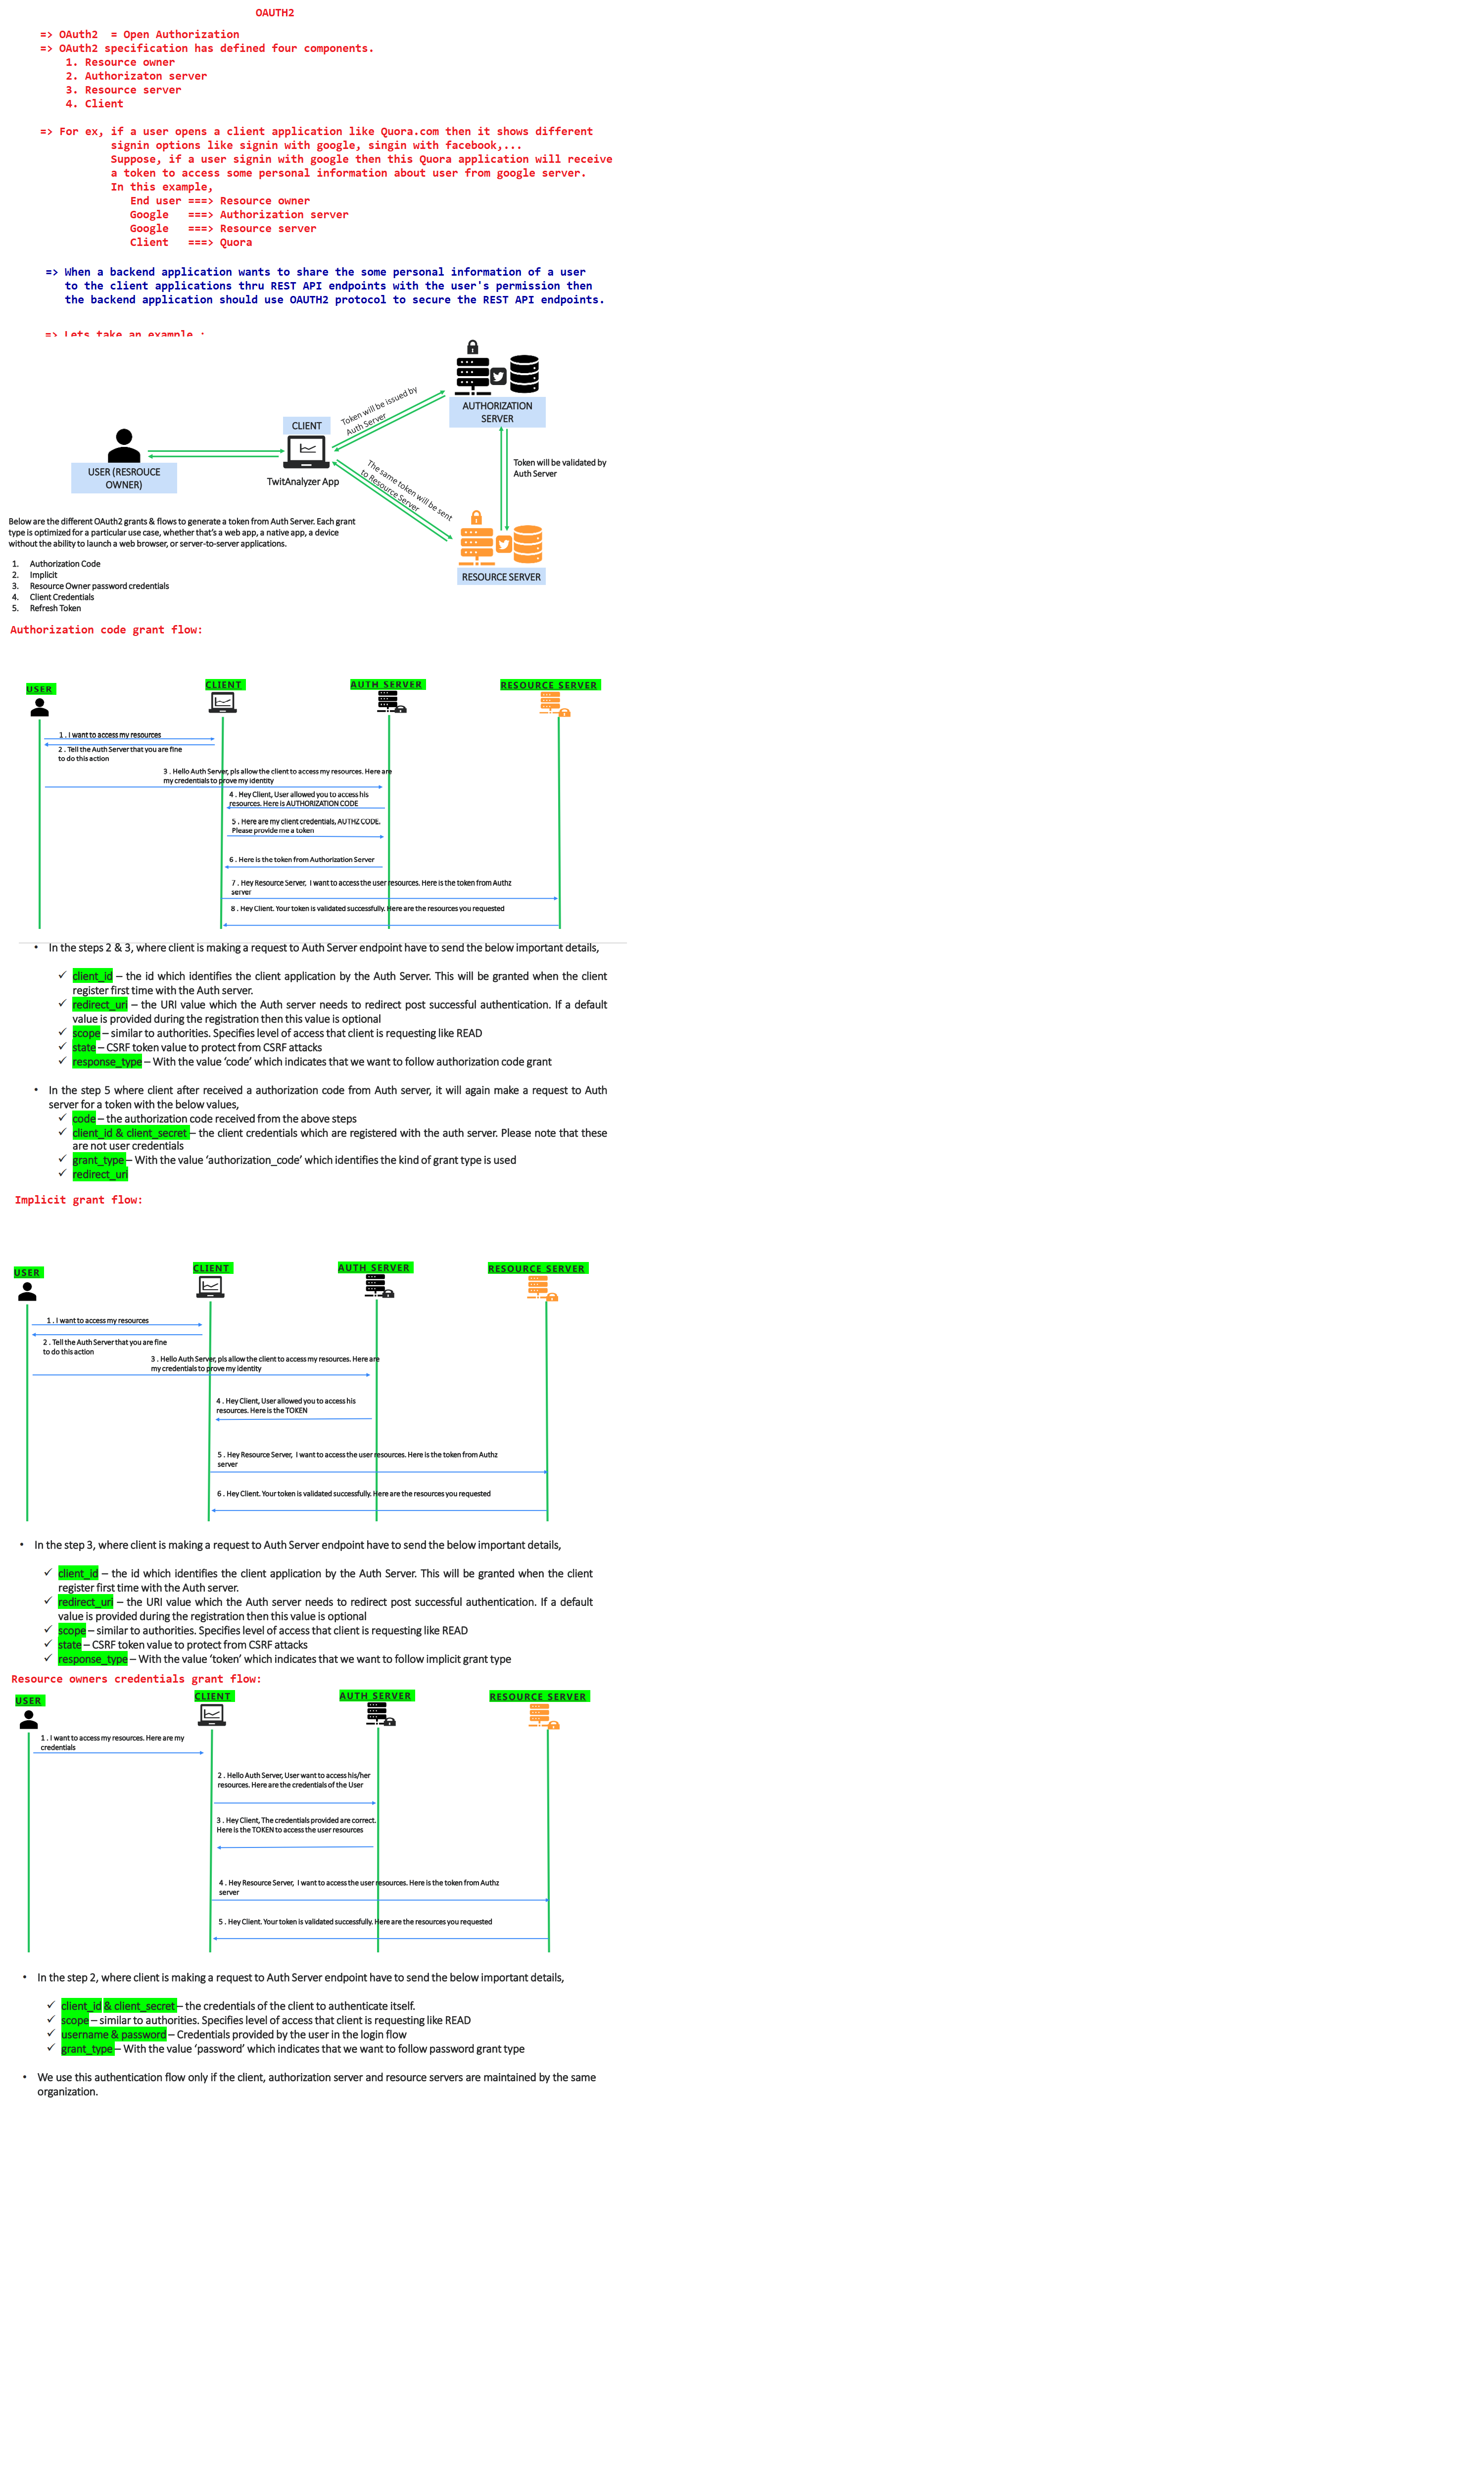 OAUTH2
=> OAuth2  = Open Authorization
=> OAuth2 specification has defined four components.
1. Resource owner
2. Authorizaton server
3. Resource server
4. Client
=> For ex, if a user opens a client application like Quora.com then it shows different
signin options like signin with google, singin with facebook,...
Suppose, if a user signin with google then this Quora application will receive
a token to access some personal information about user from google server.
In this example,
End user ===> Resource owner
Google   ===> Authorization server
Google   ===> Resource server
Client   ===> Quora
=> When a backend application wants to share the some personal information of a user
to the client applications thru REST API endpoints with the user's permission then
the backend application should use OAUTH2 protocol to secure the REST API endpoints.
=> Lets take an example :
AUTHORIZATION
SERVER
Token will be issued by
Auth Server
CLIENT
Token will be validated by
Auth Server
USER (RESROUCE
OWNER)
TwitAnalyzer App
The same token will be sent
to Resource Server
RESOURCE SERVER
Below are the different OAuth2 grants & flows to generate a token from Auth Server. Each grant
type is optimized for a particular use case, whether that's a web app, a native app, a device
without the ability to launch a web browser, or server-to-server applications.
1. Authorization Code
2. Implicit
3. Resource Owner password credentials
4. Client Credentials
5. Refresh Token
Authorization code grant flow:
USER CLIENT AUTH SERVER RESOURCE SERVER
1 . I want to access my resources
2 . Tell the Auth Server that you are fine
to do this action
3 . Hello Auth Server, pls allow the client to access my resources. Here are
my credentials to prove my identity
4 . Hey Client, User allowed you to access his
resources. Here is AUTHORIZATION CODE
5 . Here are my client credentials, AUTHZ CODE.
Please provide me a token
6 . Here is the token from Authorization Server
7 . Hey Resource Server,  I want to access the user resources. Here is the token from Authz
server
8 . Hey Client. Your token is validated successfully. Here are the resources you requested
• In the steps 2 & 3, where client is making a request to Auth Server endpoint have to send the below important details,
✓ client_id – the id which identifies the client application by the Auth Server. This will be granted when the client
register first time with the Auth server.
✓ redirect_uri – the URI value which the Auth server needs to redirect post successful authentication. If a default
value is provided during the registration then this value is optional
✓ scope – similar to authorities. Specifies level of access that client is requesting like READ
✓ state – CSRF token value to protect from CSRF attacks
✓ response_type – With the value ‘code’ which indicates that we want to follow authorization code grant
• In the step 5 where client after received a authorization code from Auth server, it will again make a request to Auth
server for a token with the below values,
✓ code – the authorization code received from the above steps
✓ client_id & client_secret – the client credentials which are registered with the auth server. Please note that these
are not user credentials
✓ grant_type – With the value ‘authorization_code’ which identifies the kind of grant type is used
✓ redirect_uri
Implicit grant flow:
USER CLIENT AUTH SERVER RESOURCE SERVER
1 . I want to access my resources
2 . Tell the Auth Server that you are fine
to do this action
3 . Hello Auth Server, pls allow the client to access my resources. Here are
my credentials to prove my identity
4 . Hey Client, User allowed you to access his
resources. Here is the TOKEN
5 . Hey Resource Server,  I want to access the user resources. Here is the token from Authz
server
6 . Hey Client. Your token is validated successfully. Here are the resources you requested
• In the step 3, where client is making a request to Auth Server endpoint have to send the below important details,
✓ client_id – the id which identifies the client application by the Auth Server. This will be granted when the client
register first time with the Auth server.
✓ redirect_uri – the URI value which the Auth server needs to redirect post successful authentication. If a default
value is provided during the registration then this value is optional
✓ scope – similar to authorities. Specifies level of access that client is requesting like READ
✓ state – CSRF token value to protect from CSRF attacks
✓ response_type – With the value ‘token’ which indicates that we want to follow implicit grant type
Resource owners credentials grant flow:
USER CLIENT AUTH SERVER RESOURCE SERVER
1 . I want to access my resources. Here are my
credentials
2 . Hello Auth Server, User want to access his/her
resources. Here are the credentials of the User
3 . Hey Client, The credentials provided are correct.
Here is the TOKEN to access the user resources
4 . Hey Resource Server,  I want to access the user resources. Here is the token from Authz
server
5 . Hey Client. Your token is validated successfully. Here are the resources you requested
• In the step 2, where client is making a request to Auth Server endpoint have to send the below important details,
✓ client_id & client_secret – the credentials of the client to authenticate itself.
✓ scope – similar to authorities. Specifies level of access that client is requesting like READ
✓ username & password – Credentials provided by the user in the login flow
✓ grant_type – With the value ‘password’ which indicates that we want to follow password grant type
• We use this authentication flow only if the client, authorization server and resource servers are maintained by the same
organization.